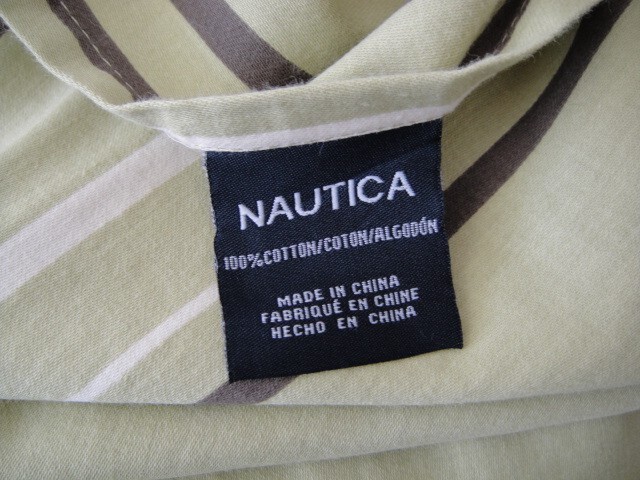 NAUTICA
100%COTTON/COTON/ALGODÓN
MADE IN CHINA
FABRIQUÉ EN CHINE
HECHO EN CHINA